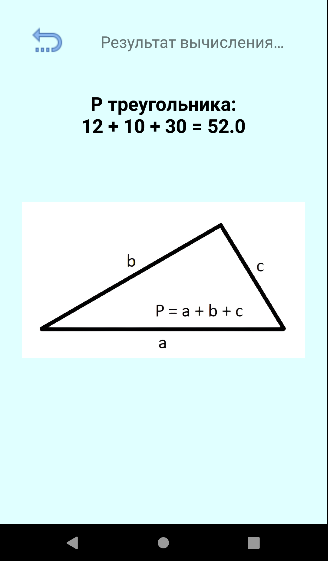 Результат вычисления...
P треугольника:
12 + 10 + 30 = 52.0
b
c
P = a + b + c
a